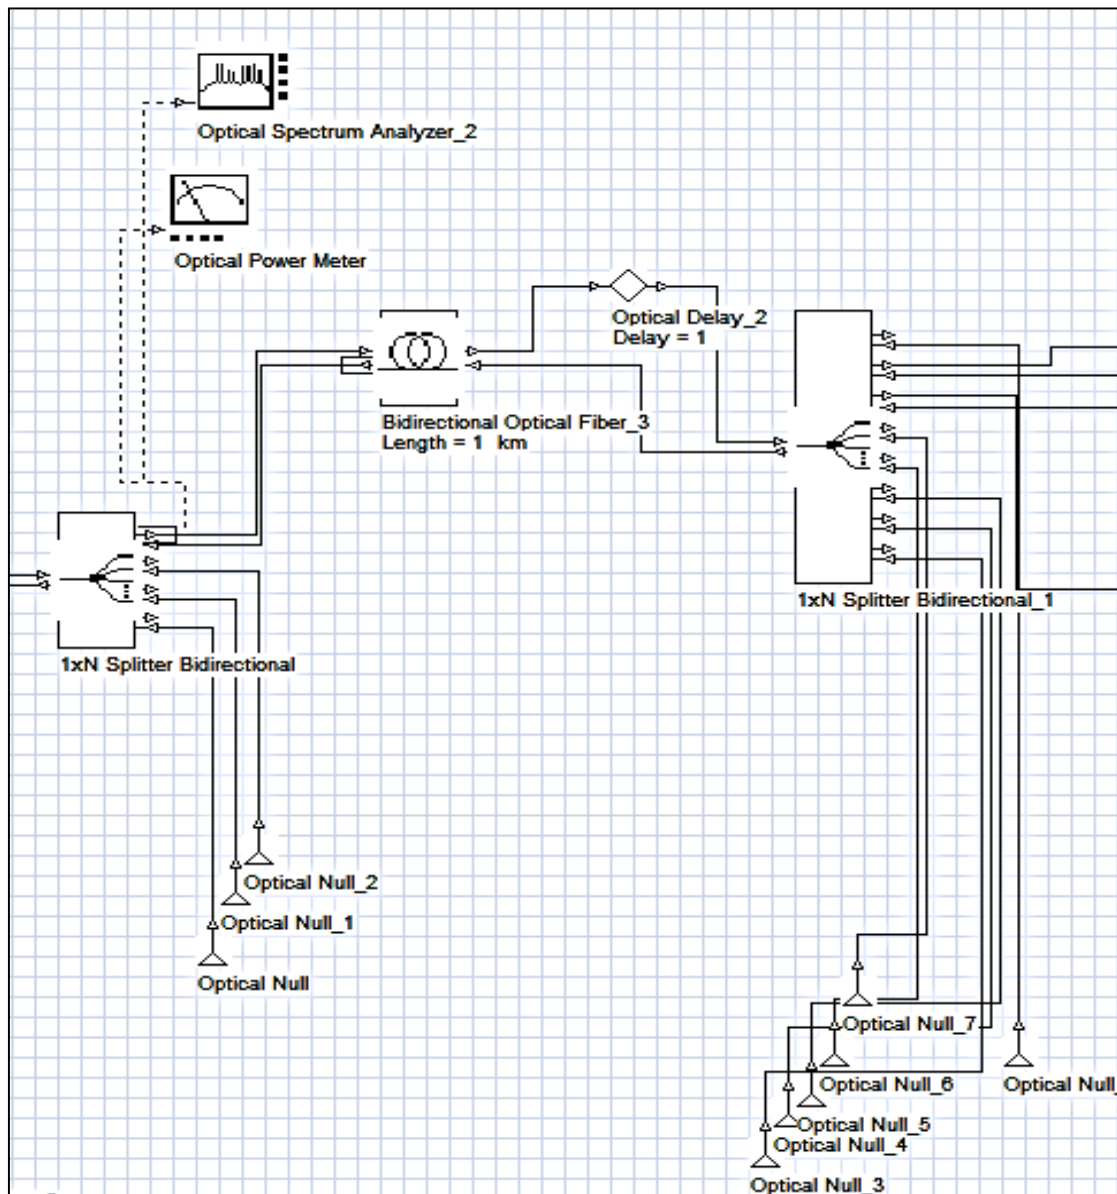 Optical Spectrum Analyzer_2
Optical Power Meter
Optical Delay_2
Delay = 1
Bidirectional Optical Fiber_3
Length = 1 km
1xN Splitter Bidirectional_1
1xN Splitter Bidirectional
Optical Null_2
Optical Null_1
Optical Null
Optical Null_7
Optical Null_6
Optical Null_
Optical Null_5
Optical Null_4
Optical Null_3